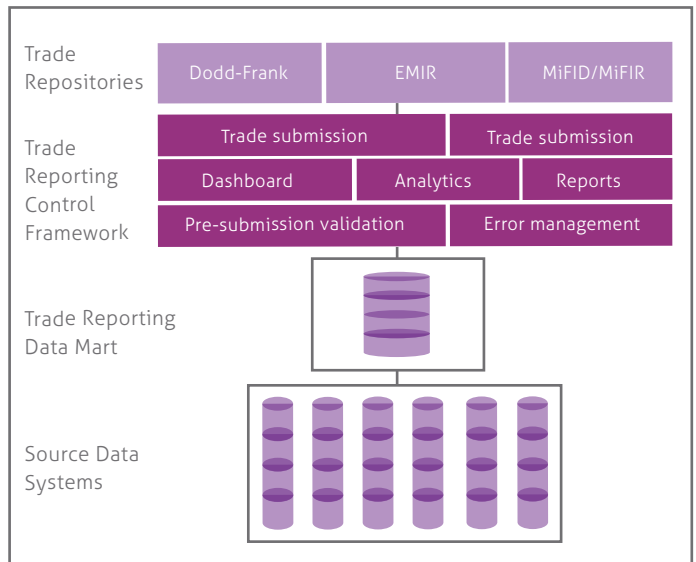 Trade
Repositories
Dodd-Frank
EMIR
MiFID/MiFIR
Trade
Reporting
Control
Framework
Trade submission
Trade submission
Dashboard
Analytics
Reports
Pre-submission validation
Error management
Trade Reporting
Data Mart
Source Data
Systems